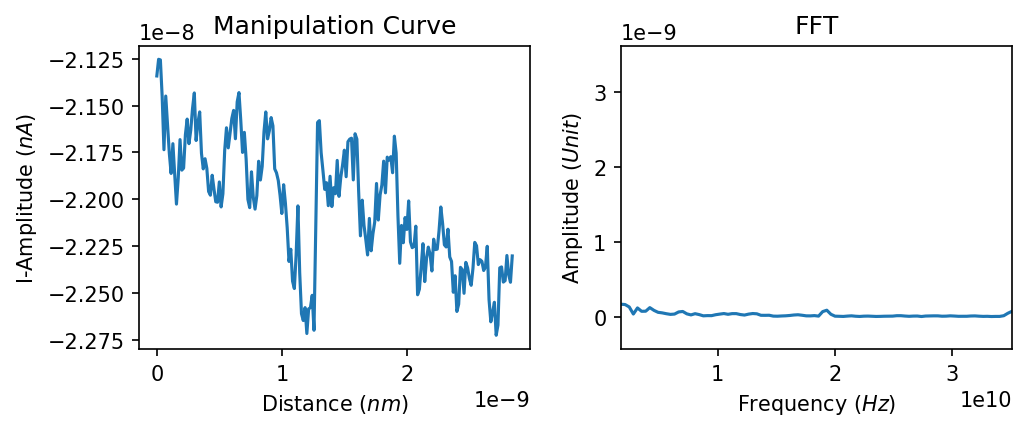 Manipulation Curve
1e−8
I-Amplitude (nA)
−2.125
−2.150
−2.175
−2.200
−2.225
−2.250
−2.275
0 1 2
Distance (nm)
1e−9
FFT
1e−9
Amplitude (Unit)
3
2
1
0
1 2 3
Frequency (Hz)
1e10